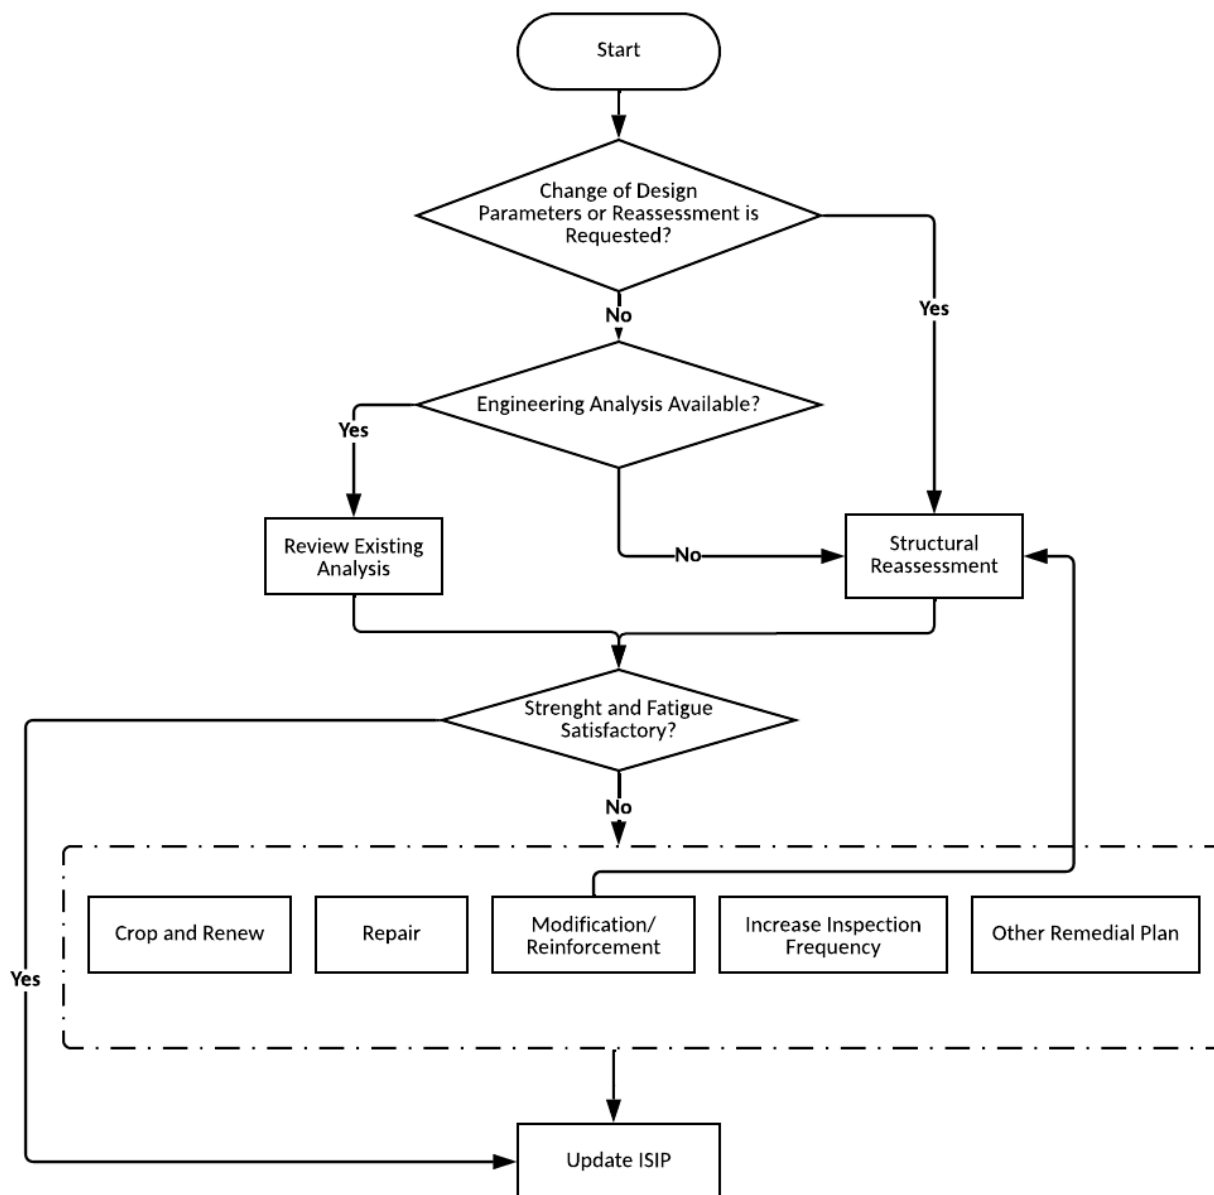 Start
Change of Design
Parameters or Reassessment is
Requested?
Yes
No
Engineering Analysis Available?
Yes
Review Existing
Analysis
No
Structural
Reassessment
Strenght and Fatigue
Satisfactory?
No
Crop and Renew
Repair
Modification/
Reinforcement
Increase Inspection
Frequency
Other Remedial Plan
Yes
Update ISIP